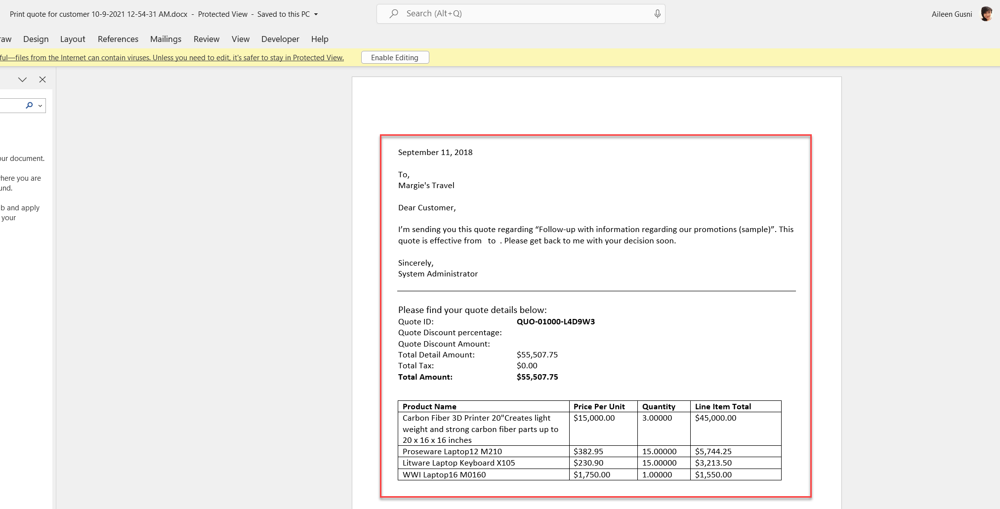 Print quote for customer 10-9-2021 12-54-31 AM.docx - Protected View - Saved to this PC
Search (Alt+Q)
Aileen Gusni
raw Design Layout References Mailings Review View Developer Help
ful—files from the Internet can contain viruses. Unless you need to edit, it's safer to stay in Protected View.
Enable Editing
our document.
here you are
und.
b and apply
your
September 11, 2018
To,
Margie's Travel
Dear Customer,
I'm sending you this quote regarding “Follow-up with information regarding our promotions (sample)”. This
quote is effective from to . Please get back to me with your decision soon.
Sincerely,
System Administrator
Please find your quote details below:
Quote ID: QUO-01000-L4D9W3
Quote Discount percentage:
Quote Discount Amount:
Total Detail Amount: $55,507.75
Total Tax: $0.00
Total Amount: $55,507.75
Product Name Price Per Unit Quantity Line Item Total
Carbon Fiber 3D Printer 20"Creates light $15,000.00 3.00000 $45,000.00
weight and strong carbon fiber parts up to
20 x 16 x 16 inches
Proseware Laptop12 M210 $382.95 15.00000 $5,744.25
Litware Laptop Keyboard X105 $230.90 15.00000 $3,213.50
WWI Laptop16 M0160 $1,750.00 1.00000 $1,550.00